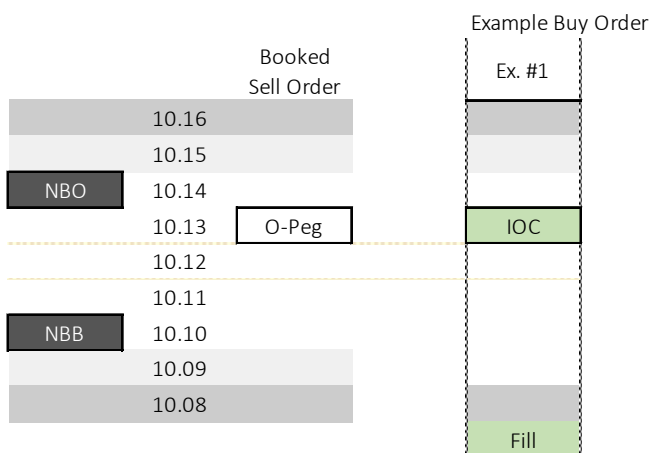 Example Buy Order
Booked
Sell Order
Ex. #1
10.16
10.15
NBO 10.14
10.13 O-Peg IOC
10.12
10.11
NBB 10.10
10.09
10.08
Fill